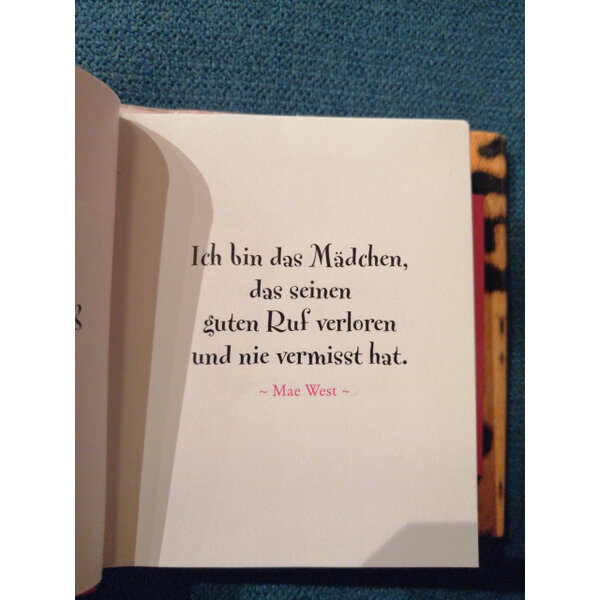 Ich bin das Mädchen,
das seinen
guten Ruf verloren
und nie vermisst hat.
~ Mae West ~